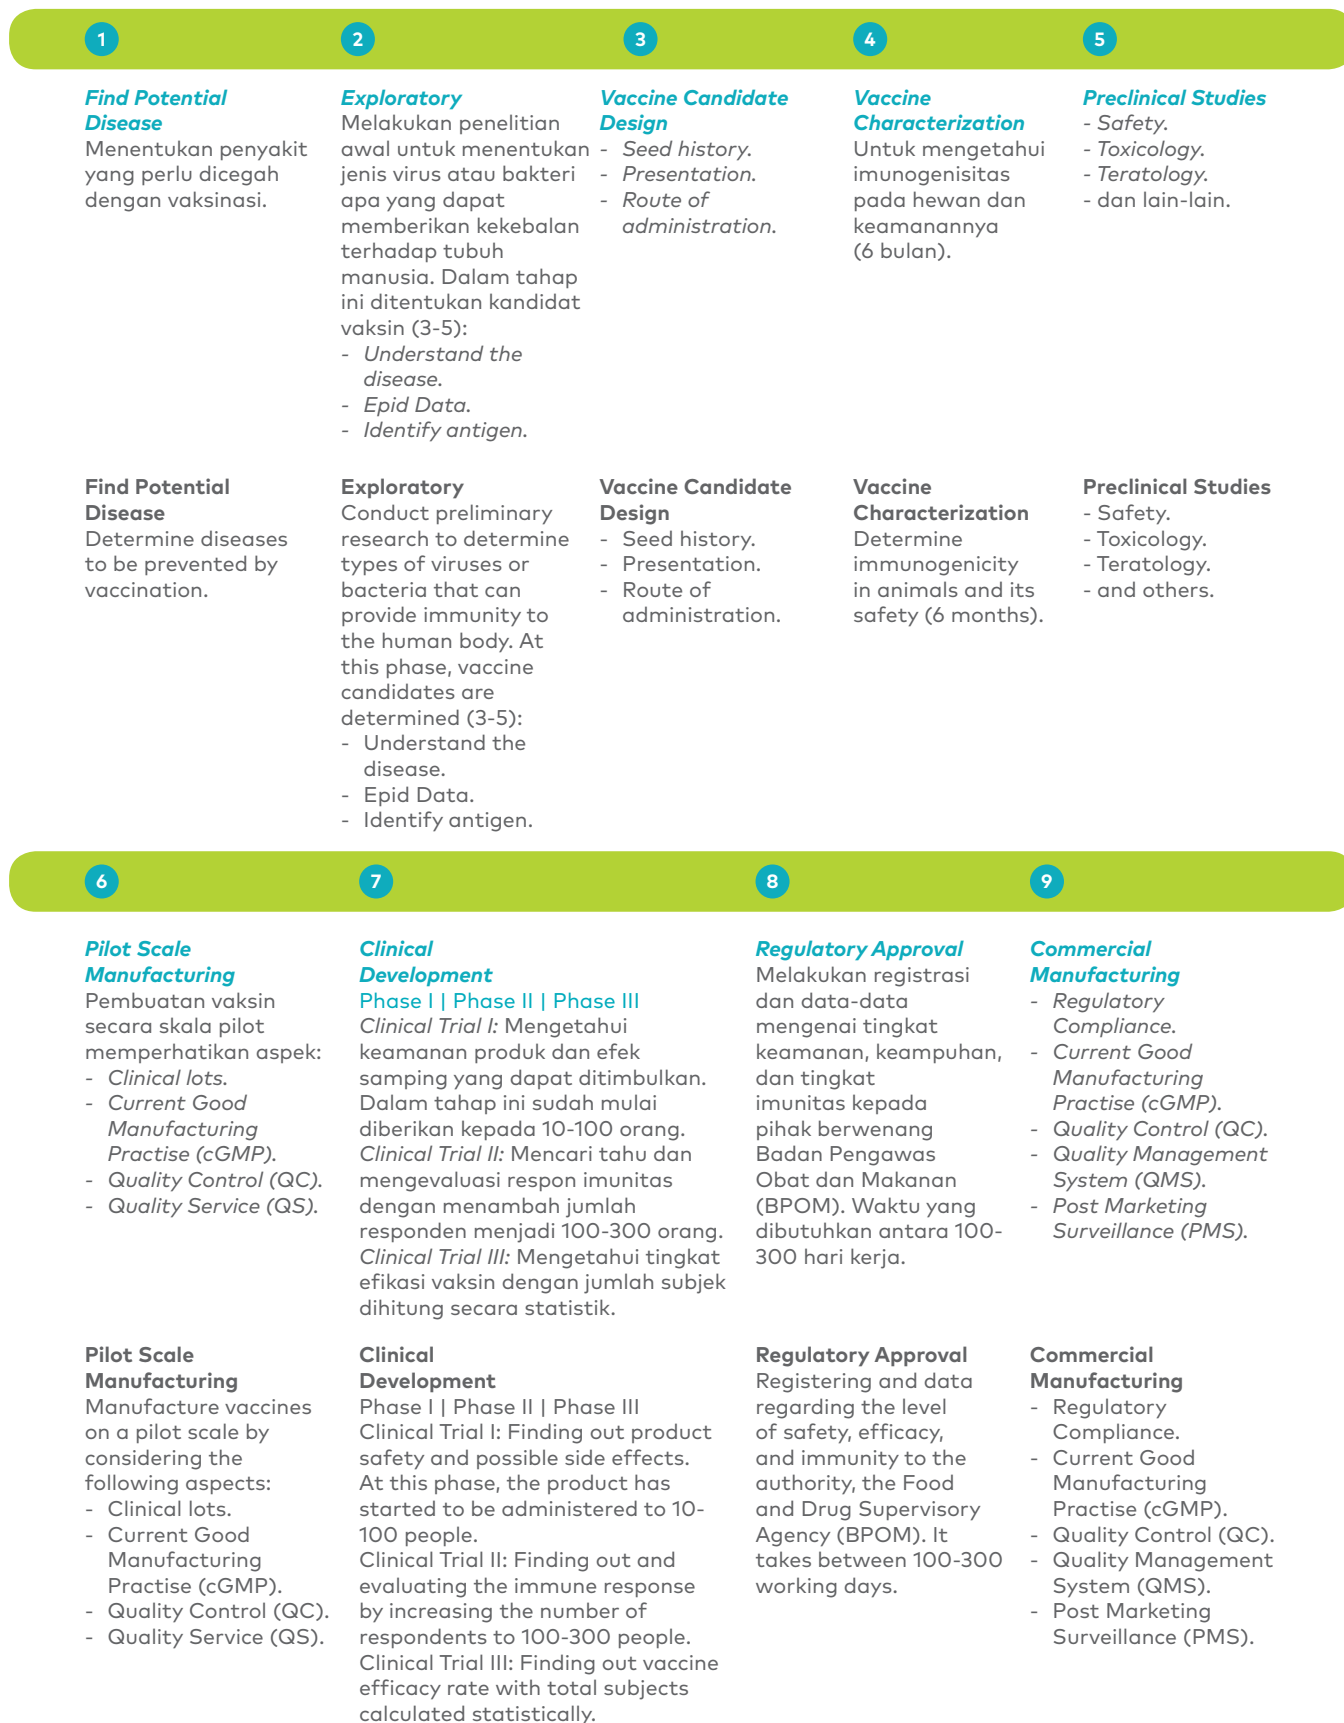 1
2
3
4
5
Find Potential
Disease
Menentukan penyakit
yang perlu dicegah
dengan vaksinasi.
Exploratory
Melakukan penelitian
awal untuk menentukan
jenis virus atau bakteri
apa yang dapat
memberikan kekebalan
terhadap tubuh
manusia. Dalam tahap
ini ditentukan kandidat
vaksin (3-5):
- Understand the
disease.
- Epid Data.
- Identify antigen.
Vaccine Candidate
Design
- Seed history.
- Presentation.
- Route of
administration.
Vaccine
Characterization
Untuk mengetahui
imunogenisitas
pada hewan dan
keamanannya
(6 bulan).
Preclinical Studies
- Safety.
- Toxicology.
- Teratology.
- dan lain-lain.
Find Potential
Disease
Determine diseases
to be prevented by
vaccination.
Exploratory
Conduct preliminary
research to determine
types of viruses or
bacteria that can
provide immunity to
the human body. At
this phase, vaccine
candidates are
determined (3-5):
- Understand the
disease.
- Epid Data.
- Identify antigen.
Vaccine Candidate
Design
- Seed history.
- Presentation.
- Route of
administration.
Vaccine
Characterization
Determine
immunogenicity
in animals and its
safety (6 months).
Preclinical Studies
- Safety.
- Toxicology.
- Teratology.
- and others.
6
7
8
9
Pilot Scale
Manufacturing
Pembuatan vaksin
secara skala pilot
memperhatikan aspek:
- Clinical lots.
- Current Good
Manufacturing
Practise (cGMP).
- Quality Control (QC).
- Quality Service (QS).
Clinical
Development
Phase I | Phase II | Phase III
Clinical Trial I: Mengetahui
keamanan produk dan efek
samping yang dapat ditimbulkan.
Dalam tahap ini sudah mulai
diberikan kepada 10-100 orang.
Clinical Trial II: Mencari tahu dan
mengevaluasi respon imunitas
dengan menambah jumlah
responden menjadi 100-300 orang.
Clinical Trial III: Mengetahui tingkat
efikasi vaksin dengan jumlah subjek
dihitung secara statistik.
Regulatory Approval
Melakukan registrasi
dan data-data
mengenai tingkat
keamanan, keampuhan,
dan tingkat
imunitas kepada
pihak berwenang
Badan Pengawas
Obat dan Makanan
(BPOM). Waktu yang
dibutuhkan antara 100-
300 hari kerja.
Commercial
Manufacturing
- Regulatory
Compliance.
- Current Good
Manufacturing
Practise (cGMP).
- Quality Control (QC).
- Quality Management
System (QMS).
- Post Marketing
Surveillance (PMS).
Pilot Scale
Manufacturing
Manufacture vaccines
on a pilot scale by
considering the
following aspects:
- Clinical lots.
- Current Good
Manufacturing
Practise (cGMP).
- Quality Control (QC).
- Quality Service (QS).
Clinical
Development
Phase I | Phase II | Phase III
Clinical Trial I: Finding out product
safety and possible side effects.
At this phase, the product has
started to be administered to 10-
100 people.
Clinical Trial II: Finding out and
evaluating the immune response
by increasing the number of
respondents to 100-300 people.
Clinical Trial III: Finding out vaccine
efficacy rate with total subjects
calculated statistically.
Regulatory Approval
Registering and data
regarding the level
of safety, efficacy,
and immunity to the
authority, the Food
and Drug Supervisory
Agency (BPOM). It
takes between 100-300
working days.
Commercial
Manufacturing
- Regulatory
Compliance.
- Current Good
Manufacturing
Practise (cGMP).
- Quality Control (QC).
- Quality Management
System (QMS).
- Post Marketing
Surveillance (PMS).